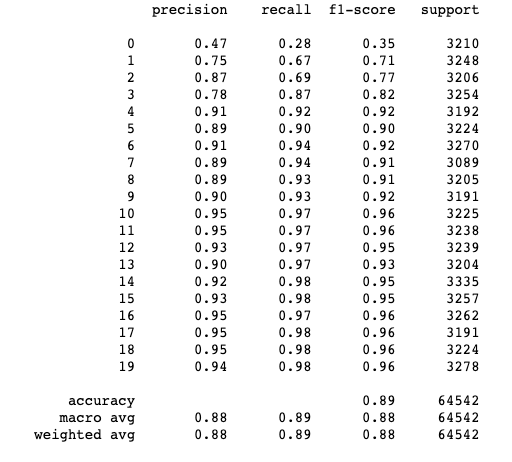 precision recall f1-score support
0 0.47 0.28 0.35 3210
1 0.75 0.67 0.71 3248
2 0.87 0.69 0.77 3206
3 0.78 0.87 0.82 3254
4 0.91 0.92 0.92 3192
5 0.89 0.90 0.90 3224
6 0.91 0.94 0.92 3270
7 0.89 0.94 0.91 3089
8 0.89 0.93 0.91 3205
9 0.90 0.93 0.92 3191
10 0.95 0.97 0.96 3225
11 0.95 0.97 0.96 3238
12 0.93 0.97 0.95 3239
13 0.90 0.97 0.93 3204
14 0.92 0.98 0.95 3335
15 0.93 0.98 0.95 3257
16 0.95 0.97 0.96 3262
17 0.95 0.98 0.96 3191
18 0.95 0.98 0.96 3224
19 0.94 0.98 0.96 3278
accuracy 0.89 64542
macro avg 0.88 0.89 0.88 64542
weighted avg 0.88 0.89 0.88 64542